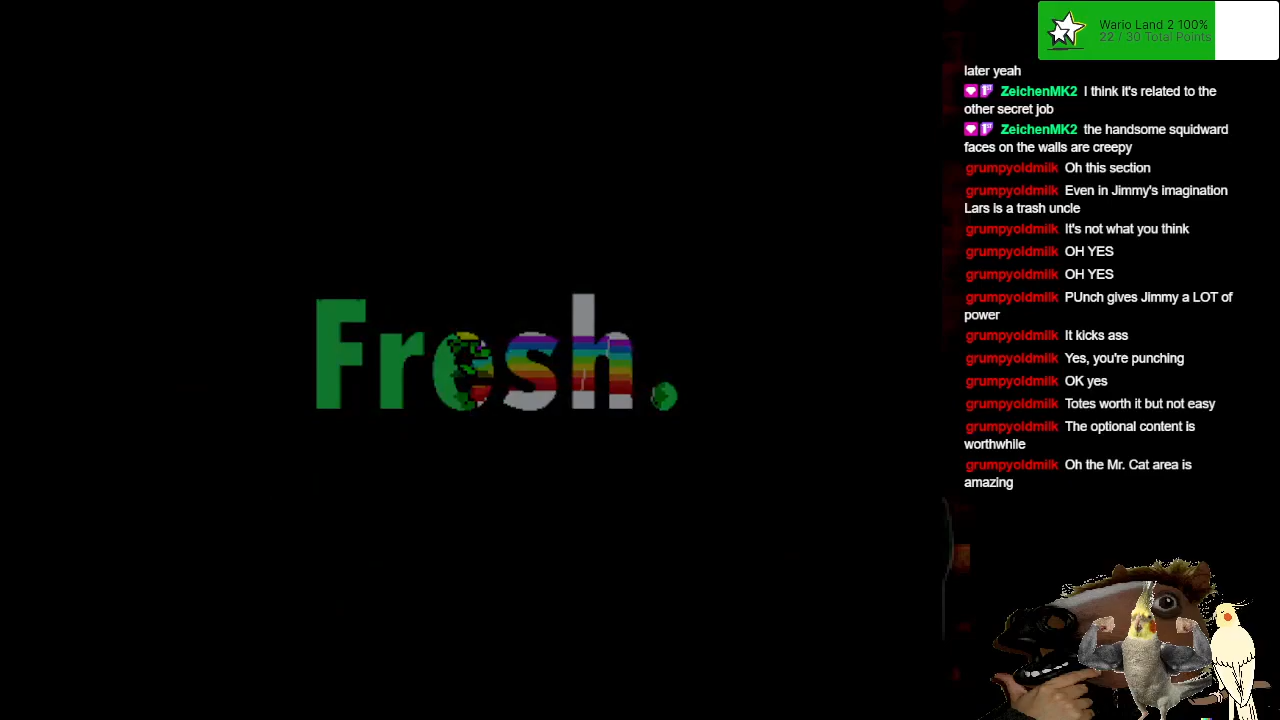 Fresh.
Wario Land 2 100%
22 / 30 Total Points
later yeah
ZeichenMK2 I think it's related to the
other secret job
ZeichenMK2 the handsome squidward
faces on the walls are creepy
grumpyoldmilk Oh this section
grumpyoldmilk Even in Jimmy's imagination
Lars is a trash uncle
grumpyoldmilk It's not what you think
grumpyoldmilk OH YES
grumpyoldmilk OH YES
grumpyoldmilk PUnch gives Jimmy a LOT of
power
grumpyoldmilk It kicks ass
grumpyoldmilk Yes, you're punching
grumpyoldmilk OK yes
grumpyoldmilk Totes worth it but not easy
grumpyoldmilk The optional content is
worthwhile
grumpyoldmilk Oh the Mr. Cat area is
amazing